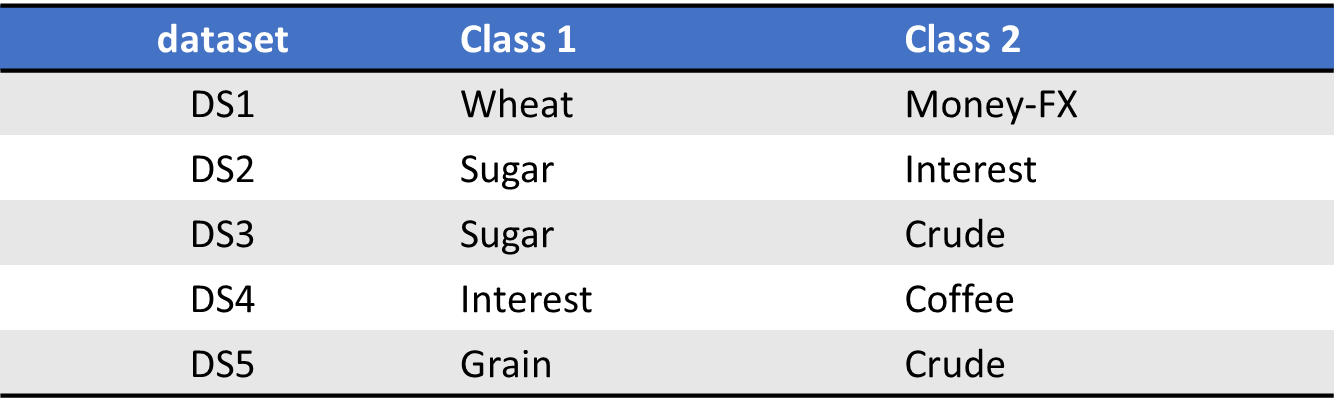 dataset Class 1 Class 2
DS1 Wheat Money-FX
DS2 Sugar Interest
DS3 Sugar Crude
DS4 Interest Coffee
DS5 Grain Crude